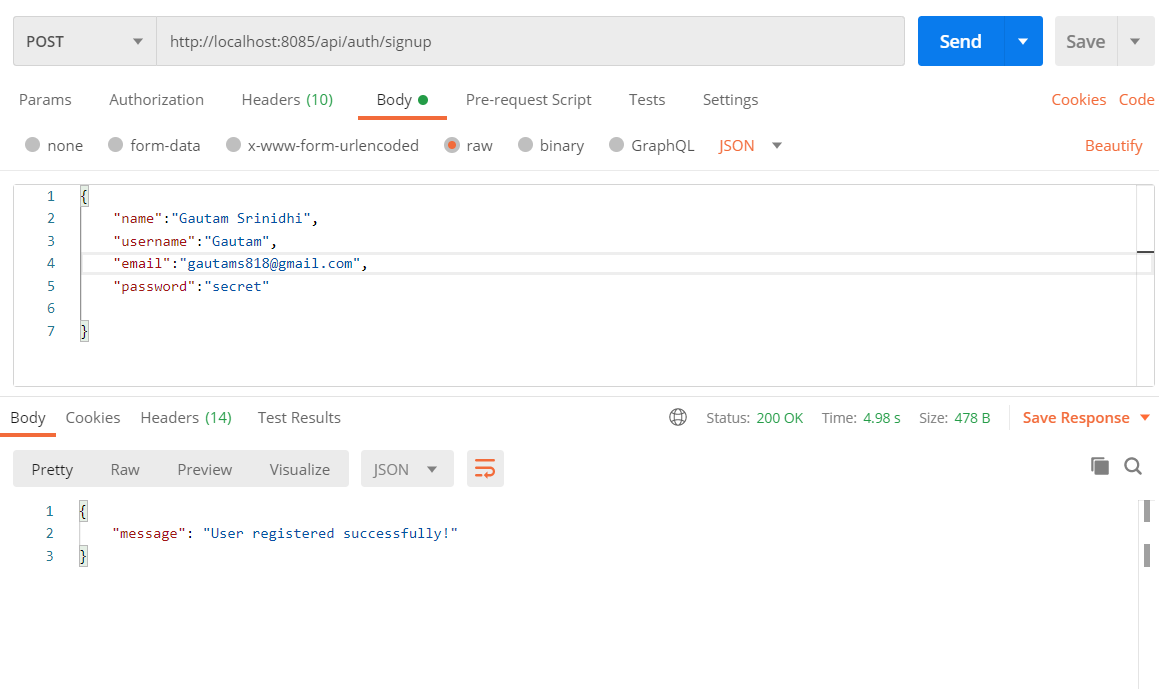 POST http://localhost:8085/api/auth/signup Send Save
Params Authorization Headers (10) Body Pre-request Script Tests Settings Cookies Code
none form-data x-www-form-urlencoded raw binary GraphQL JSON Beautify
1 {
2 "name":"Gautam Srinidhi",
3 "username":"Gautam",
4 "email":"gautams818@gmail.com",
5 "password":"secret"
6
7 }
Body Cookies Headers (14) Test Results Status: 200 OK Time: 4.98 s Size: 478 B Save Response
Pretty Raw Preview Visualize JSON
1 {
2 "message": "User registered successfully!"
3 }